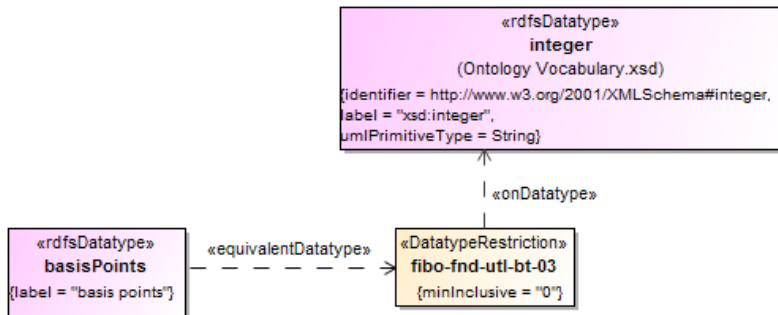 «rdfsDatatype»
integer
(Ontology Vocabulary.xsd)
{identifier = http://www.w3.org/2001/XMLSchema#integer,
label = "xsd:integer",
umlPrimitiveType = String}
«onDatatype»
«rdfsDatatype»
basisPoints
{label = "basis points"}
«equivalentDatatype»
«DatatypeRestriction»
fibo-fnd-utl-bt-03
{minInclusive = "0"}